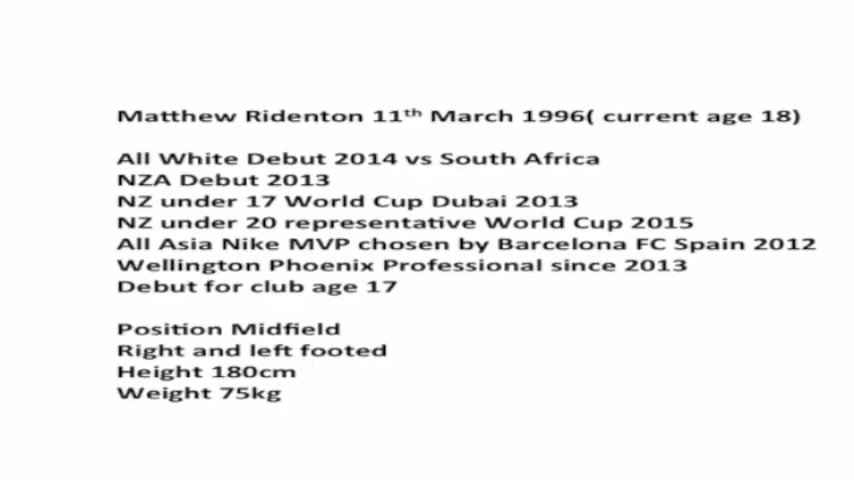 Matthew Ridenton 11th March 1996( current age 18)
All White Debut 2014 vs South Africa
NZA Debut 2013
NZ under 17 World Cup Dubai 2013
NZ under 20 representative World Cup 2015
All Asia Nike MVP chosen by Barcelona FC Spain 2012
Wellington Phoenix Professional since 2013
Debut for club age 17
Position Midfield
Right and left footed
Height 180cm
Weight 75kg